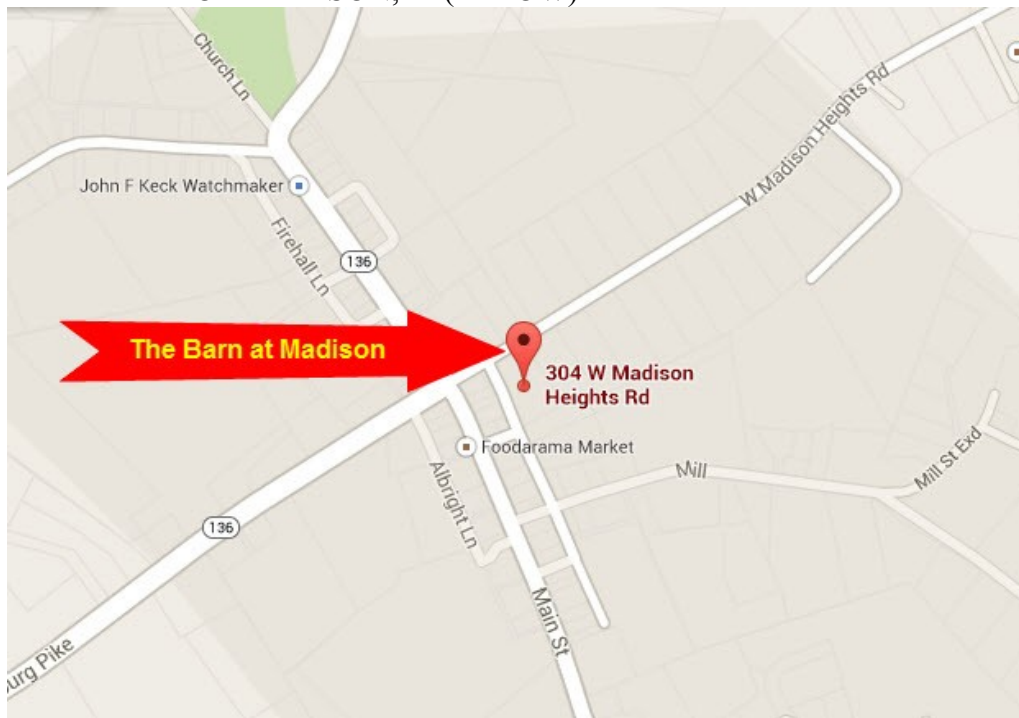 Church Ln
W Madison Heights Rd
John F Keck Watchmaker
Firehall Ln
136
The Barn at Madison
304 W Madison
Heights Rd
Foodarama Market
Albright Ln
Mill
Mill St Exd
136
Main St
urg Pike